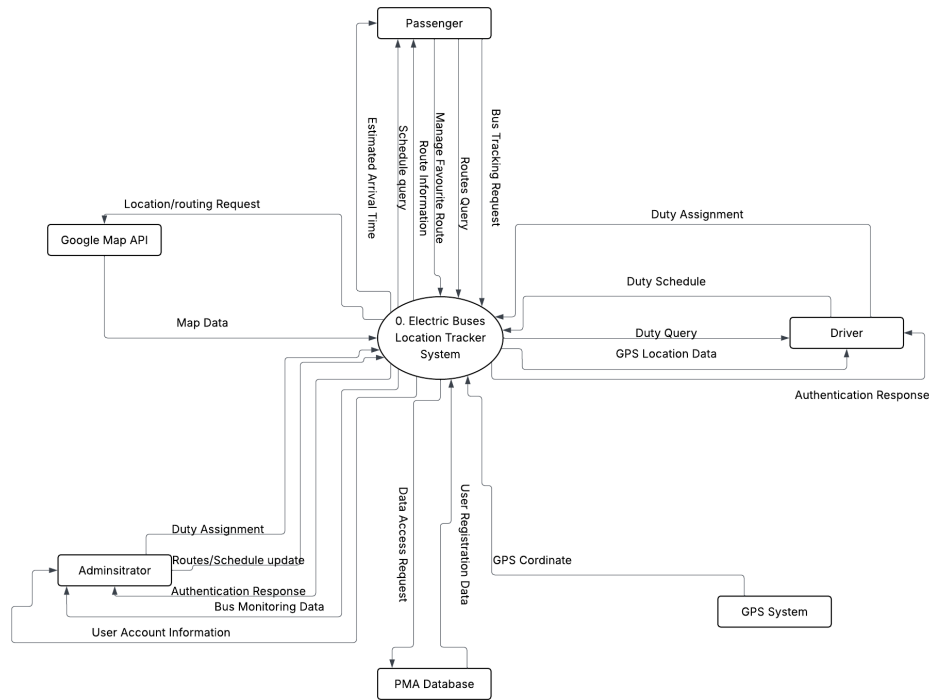 Passenger
Estimated Arrival Time
Schedule query
Route Information
Manage Favourite Route
Routes Query
Bus Tracking Request
Location/routing Request
Google Map API
Map Data
0. Electric Buses
Location Tracker
System
Duty Assignment
Duty Schedule
Duty Query
Driver
GPS Location Data
Authentication Response
Duty Assignment
Routes/Schedule update
Adminsitrator
Authentication Response
Bus Monitoring Data
User Account Information
Data Access Request
User Registration Data
GPS Cordinate
GPS System
PMA Database